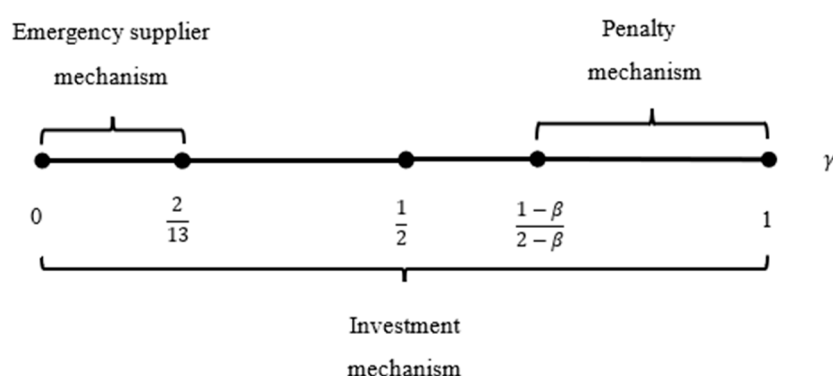 Emergency supplier
mechanism
Penalty
mechanism
γ
0
2
13
1
2
1 − β
2 − β
1
Investment
mechanism